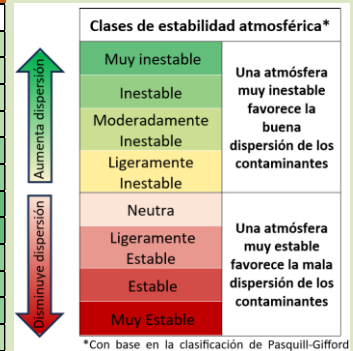 Clases de estabilidad atmosférica*
Aumenta dispersión
Muy inestable
Inestable
Moderadamente
Inestable
Ligeramente
Inestable
Una atmósfera
muy inestable
favorece la
buena
dispersión de los
contaminantes
Disminuye dispersión
Neutra
Ligeramente
Estable
Estable
Muy Estable
Una atmósfera
muy estable
favorece la mala
dispersión de los
contaminantes
*Con base en la clasificación de Pasquill-Gifford